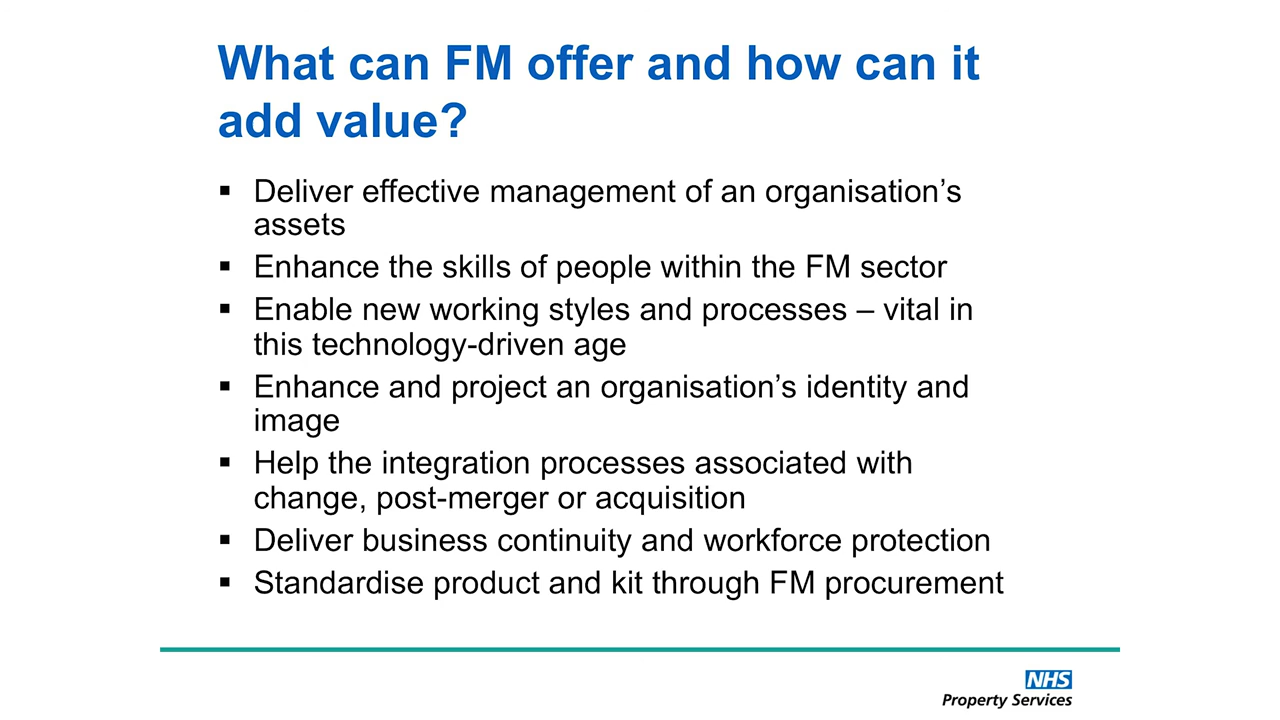 What can FM offer and how can it
add value?
▪ Deliver effective management of an organisation’s
assets
▪ Enhance the skills of people within the FM sector
▪ Enable new working styles and processes – vital in
this technology-driven age
▪ Enhance and project an organisation’s identity and
image
▪ Help the integration processes associated with
change, post-merger or acquisition
▪ Deliver business continuity and workforce protection
▪ Standardise product and kit through FM procurement
NHS
Property Services